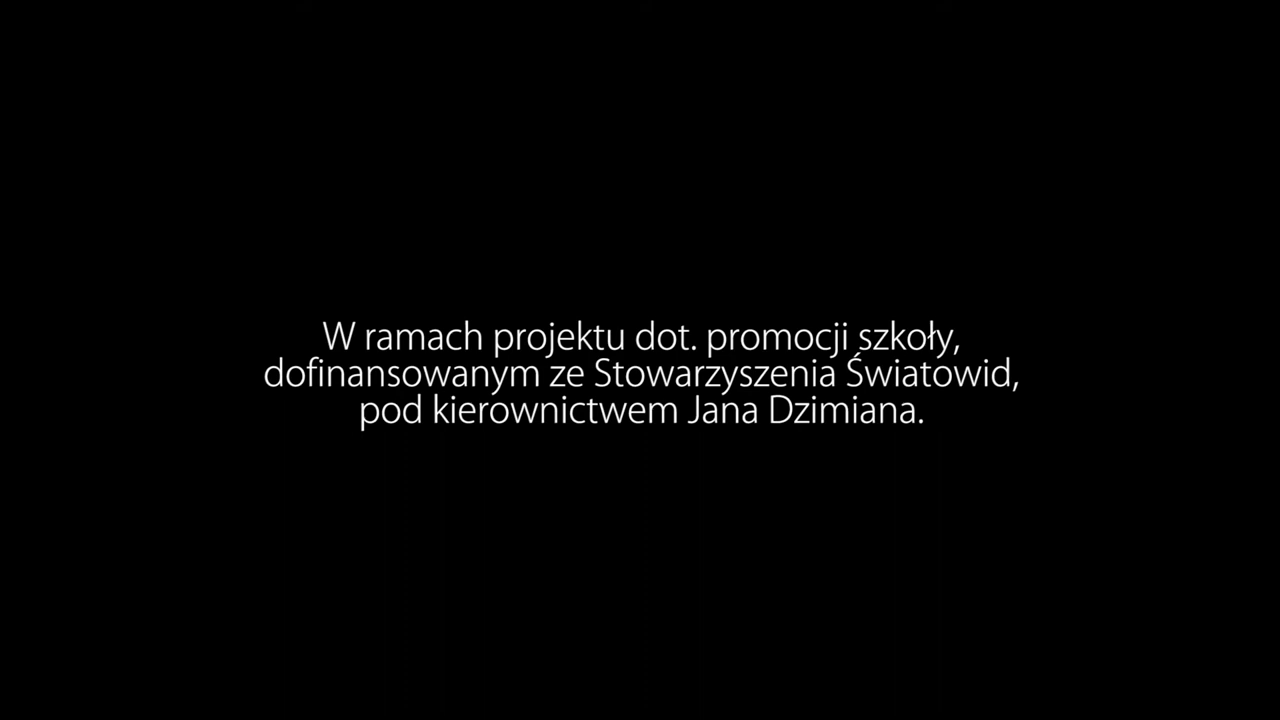 W ramach projektu dot. promocji szkoły,
dofinansowanym ze Stowarzyszenia Światowid,
pod kierownictwem Jana Dzimiana.